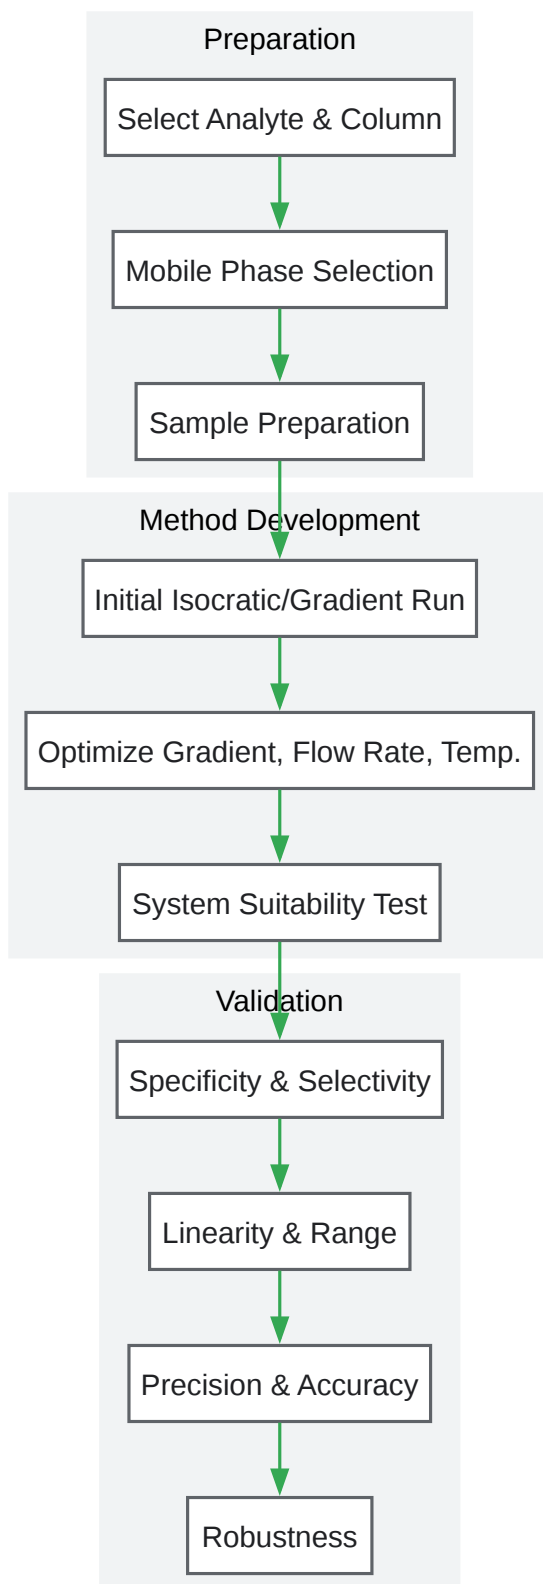 Preparation
Select Analyte & Column
Mobile Phase Selection
Sample Preparation
Method Development
Initial Isocratic/Gradient Run
Optimize Gradient, Flow Rate, Temp.
System Suitability Test
Validation
Specificity & Selectivity
Linearity & Range
Precision & Accuracy
Robustness